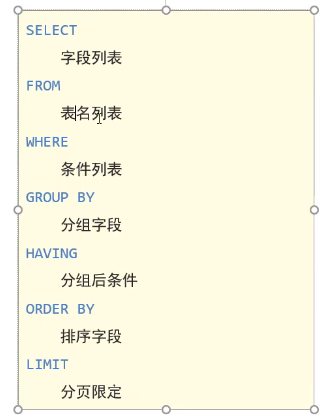 SELECT
字段列表
FROM
表名列表
WHERE
条件列表
GROUP BY
分组字段
HAVING
分组后条件
ORDER BY
排序字段
LIMIT
分页限定